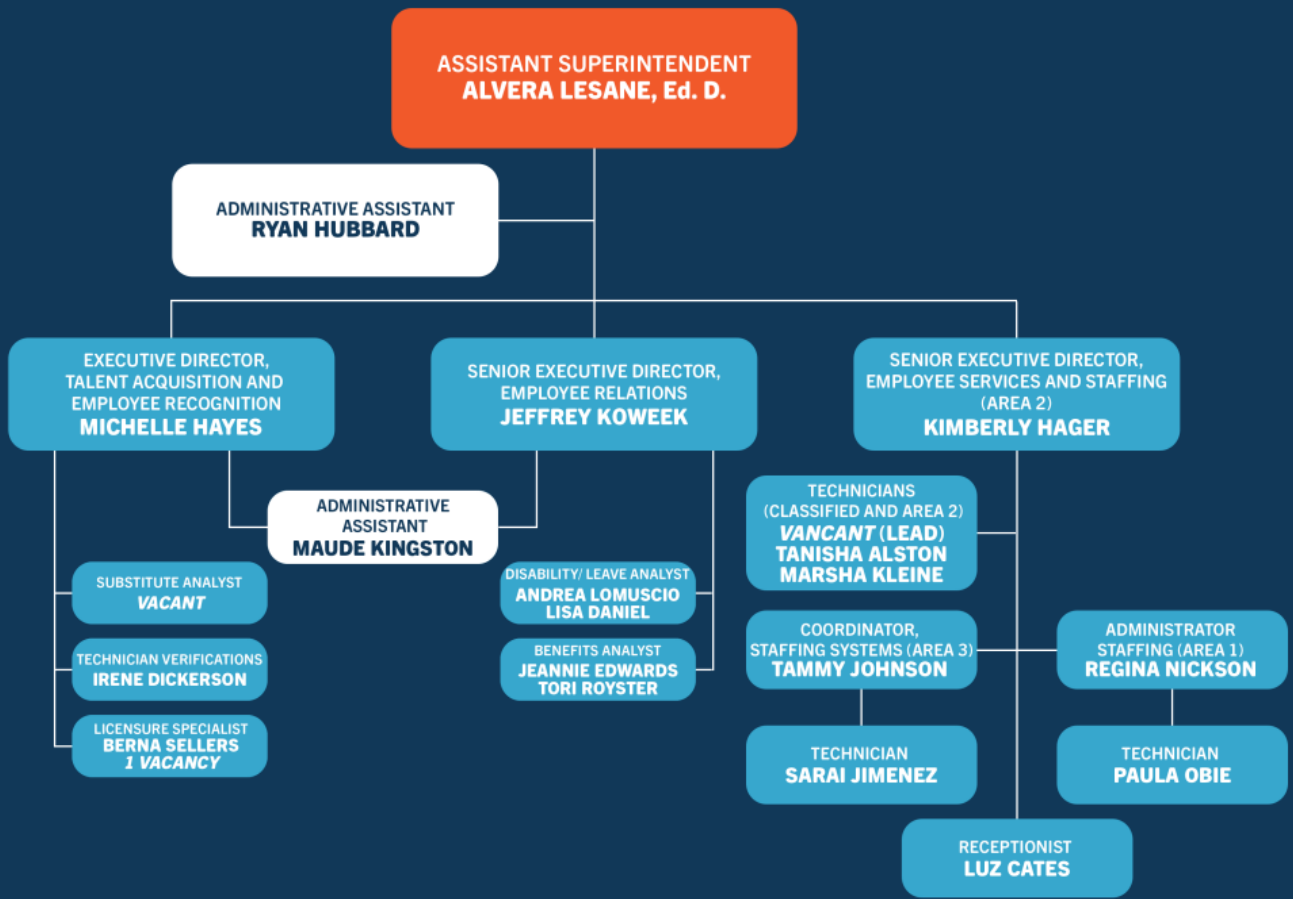 ASSISTANT SUPERINTENDENT
ALVERA LESANE, Ed. D.
ADMINISTRATIVE ASSISTANT
RYAN HUBBARD
EXECUTIVE DIRECTOR,
TALENT ACQUISITION AND
EMPLOYEE RECOGNITION
MICHELLE HAYES
SENIOR EXECUTIVE DIRECTOR,
EMPLOYEE RELATIONS
JEFFREY KOWEEK
SENIOR EXECUTIVE DIRECTOR,
EMPLOYEE SERVICES AND STAFFING
(AREA 2)
KIMBERLY HAGER
ADMINISTRATIVE
ASSISTANT
MAUDE KINGSTON
SUBSTITUTE ANALYST
VACANT
TECHNICIAN VERIFICATIONS
IRENE DICKERSON
LICENSURE SPECIALIST
BERNA SELLERS
1 VACANCY
DISABILITY/ LEAVE ANALYST
ANDREA LOMUSCIO
LISA DANIEL
BENEFITS ANALYST
JEANNIE EDWARDS
TORI ROYSTER
TECHNICIANS
(CLASSIFIED AND AREA 2)
VANCANT (LEAD)
TANISHA ALSTON
MARSHA KLEINE
COORDINATOR,
STAFFING SYSTEMS (AREA 3)
TAMMY JOHNSON
ADMINISTRATOR
STAFFING (AREA 1)
REGINA NICKSON
TECHNICIAN
SARAI JIMENEZ
TECHNICIAN
PAULA OBIE
RECEPTIONIST
LUZ CATES